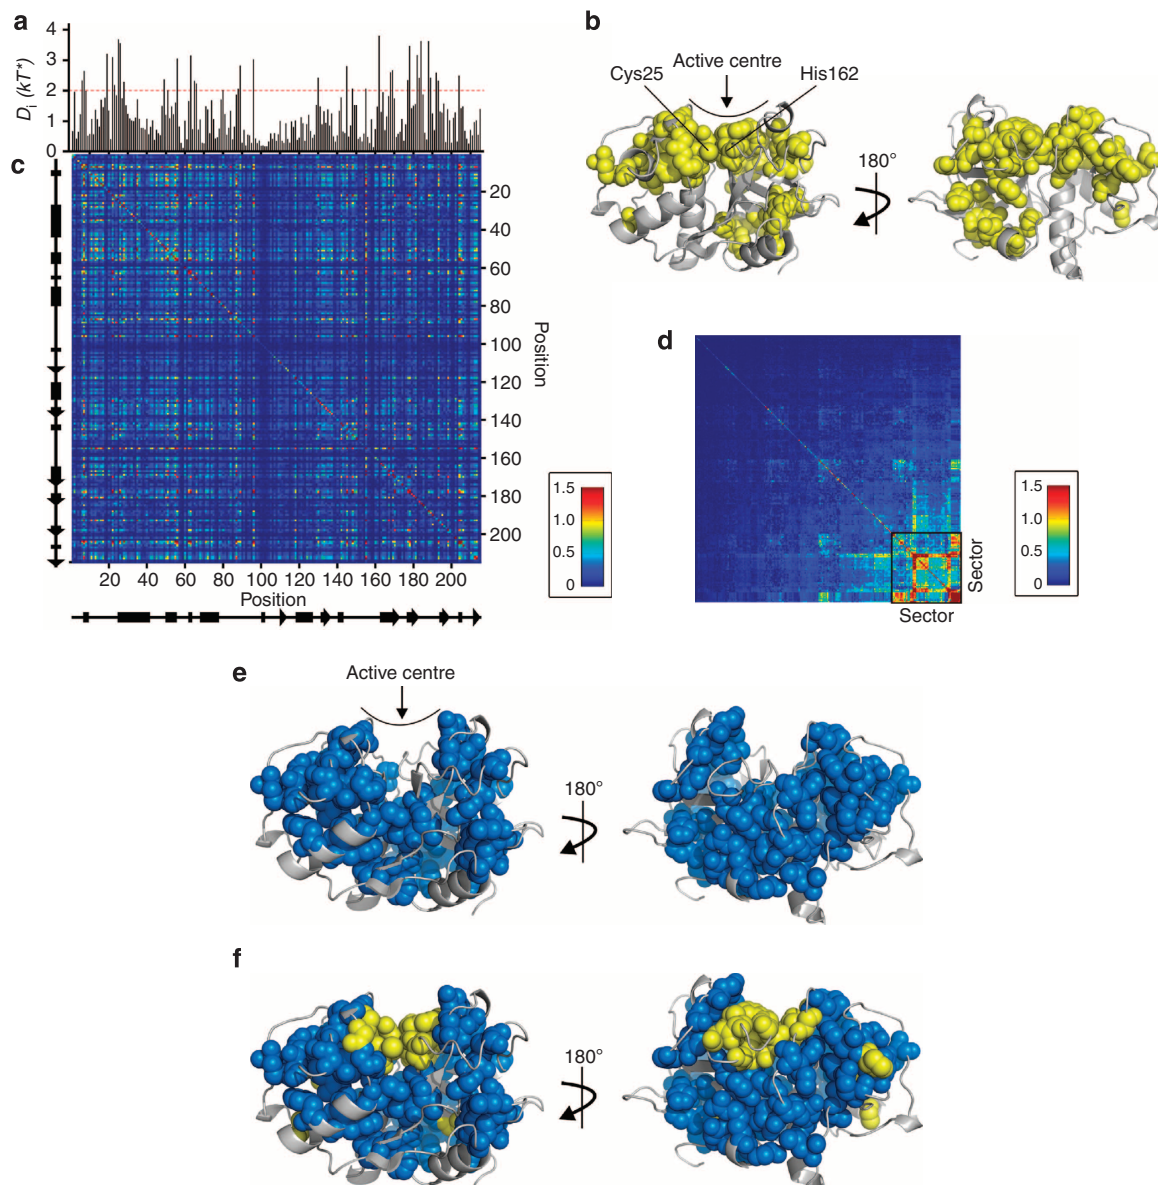 a
4
3
2
1
0
D_i (kT*)
b
Cys25
Active centre
His162
180°
c
20
40
60
80
100
120
140
160
180
200
Position
20 40 60 80 100 120 140 160 180 200
Position
1.5
1.0
0.5
0
d
Sector
Sector
1.5
1.0
0.5
0
e
Active centre
180°
f
180°